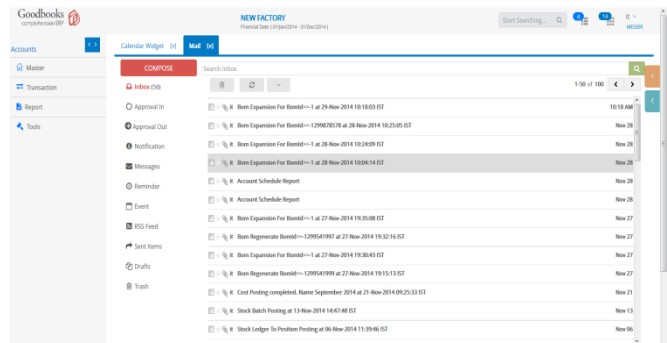 Goodbooks
comprehensive ERP
NEW FACTORY
Financial Date ( 01/Jan/2014 - 31/Dec/2014 )
Start Searching...
14
it
MESSER
Accounts
Calendar Widget [x]
Mail [x]
Master
Transaction
Report
Tools
COMPOSE
Search Inbox
Inbox (50)
Approval In
Approval Out
Notification
Messages
Reminder
Event
RSS Feed
Sent Items
Drafts
Trash
1-50 of 100
it Bom Expansion For BomId>>-1 at 29-Nov-2014 10:18:03 IST 10:18 AM
it Bom Expansion For BomId>>-1299878578 at 28-Nov-2014 10:25:05 IST Nov 28
it Bom Expansion For BomId>>-1 at 28-Nov-2014 10:24:09 IST Nov 28
it Bom Expansion For BomId>>-1 at 28-Nov-2014 10:04:14 IST Nov 28
it Account Schedule Report Nov 28
it Account Schedule Report Nov 28
it Bom Expansion For BomId>>-1 at 27-Nov-2014 19:35:08 IST Nov 27
it Bom Regenerate BomId>>-1299541997 at 27-Nov-2014 19:32:16 IST Nov 27
it Bom Expansion For BomId>>-1 at 27-Nov-2014 19:30:43 IST Nov 27
it Bom Regenerate BomId>>-1299541999 at 27-Nov-2014 19:15:13 IST Nov 27
it Cost Posting completed. Name September 2014 at 21-Nov-2014 09:25:33 IST Nov 21
it Stock Batch Posting at 13-Nov-2014 14:47:48 IST Nov 13
it Stock Ledger To Position Posting at 06-Nov-2014 11:39:46 IST Nov 06